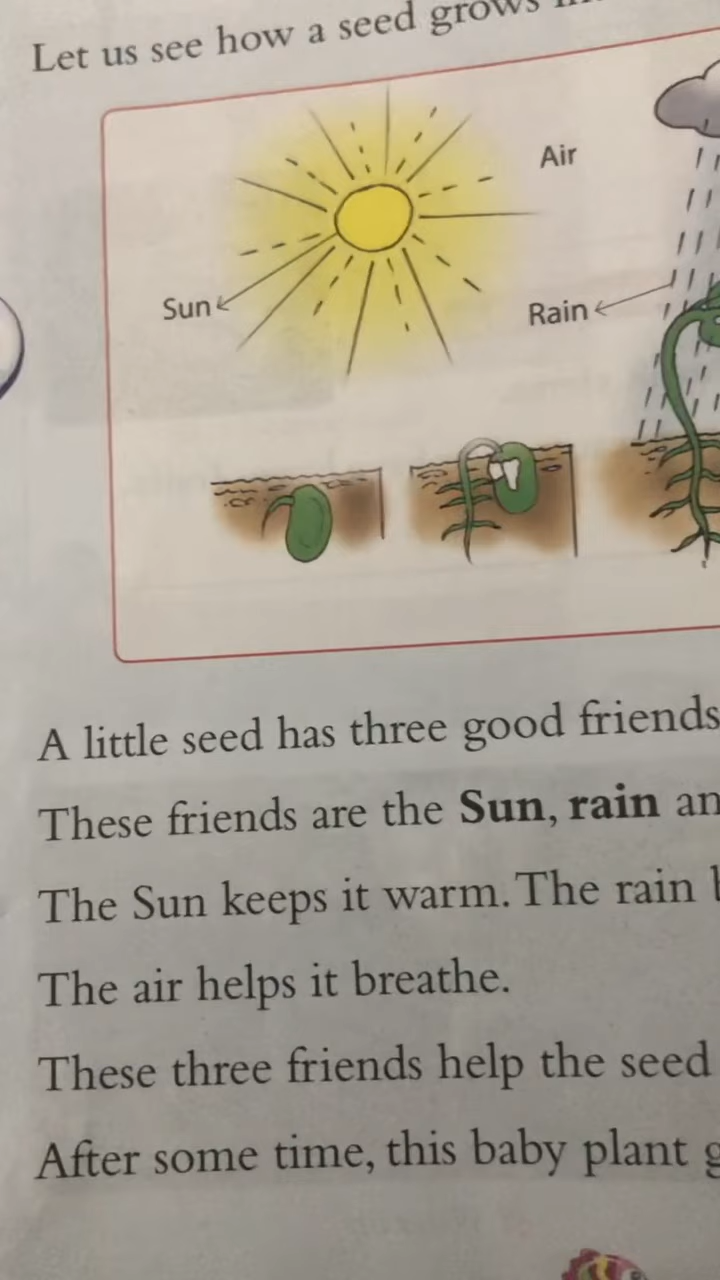 Let us see how a seed grows
Air
Sun
Rain
A little seed has three good friends
These friends are the Sun, rain an
The Sun keeps it warm. The rain
The air helps it breathe.
These three friends help the seed
After some time, this baby plant g